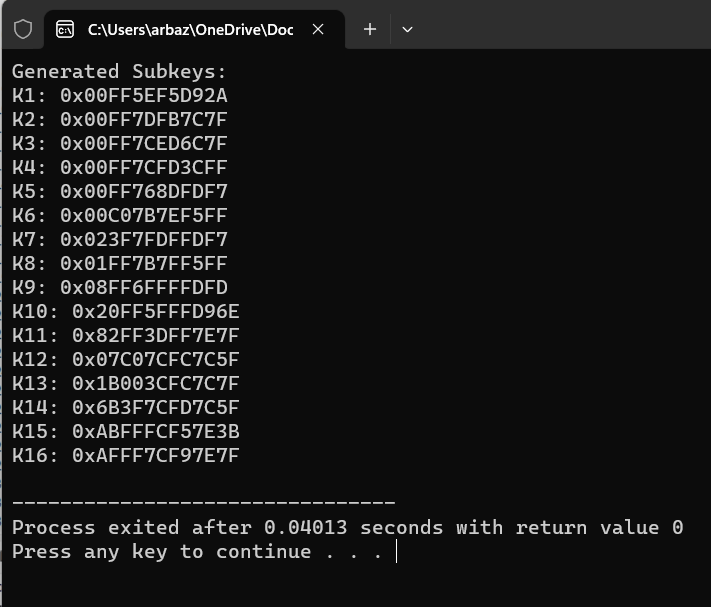 C:\Users\arbaz\OneDrive\Doc
Generated Subkeys:
K1: 0x00FF5EF5D92A
K2: 0x00FF7DFB7C7F
K3: 0x00FF7CED6C7F
K4: 0x00FF7CFD3CFF
K5: 0x00FF768DFDF7
K6: 0x00C07B7EF5FF
K7: 0x023F7FDFFDF7
K8: 0x01FF7B7FF5FF
K9: 0x08FF6FFFFDFD
K10: 0x20FF5FFFD96E
K11: 0x82FF3DFF7E7F
K12: 0x07C07CFC7C5F
K13: 0x1B003CFC7C7F
K14: 0x6B3F7CFD7C5F
K15: 0xABFFFCF57E3B
K16: 0xAFFF7CF97E7F
--------------------------------
Process exited after 0.04013 seconds with return value 0
Press any key to continue . . .